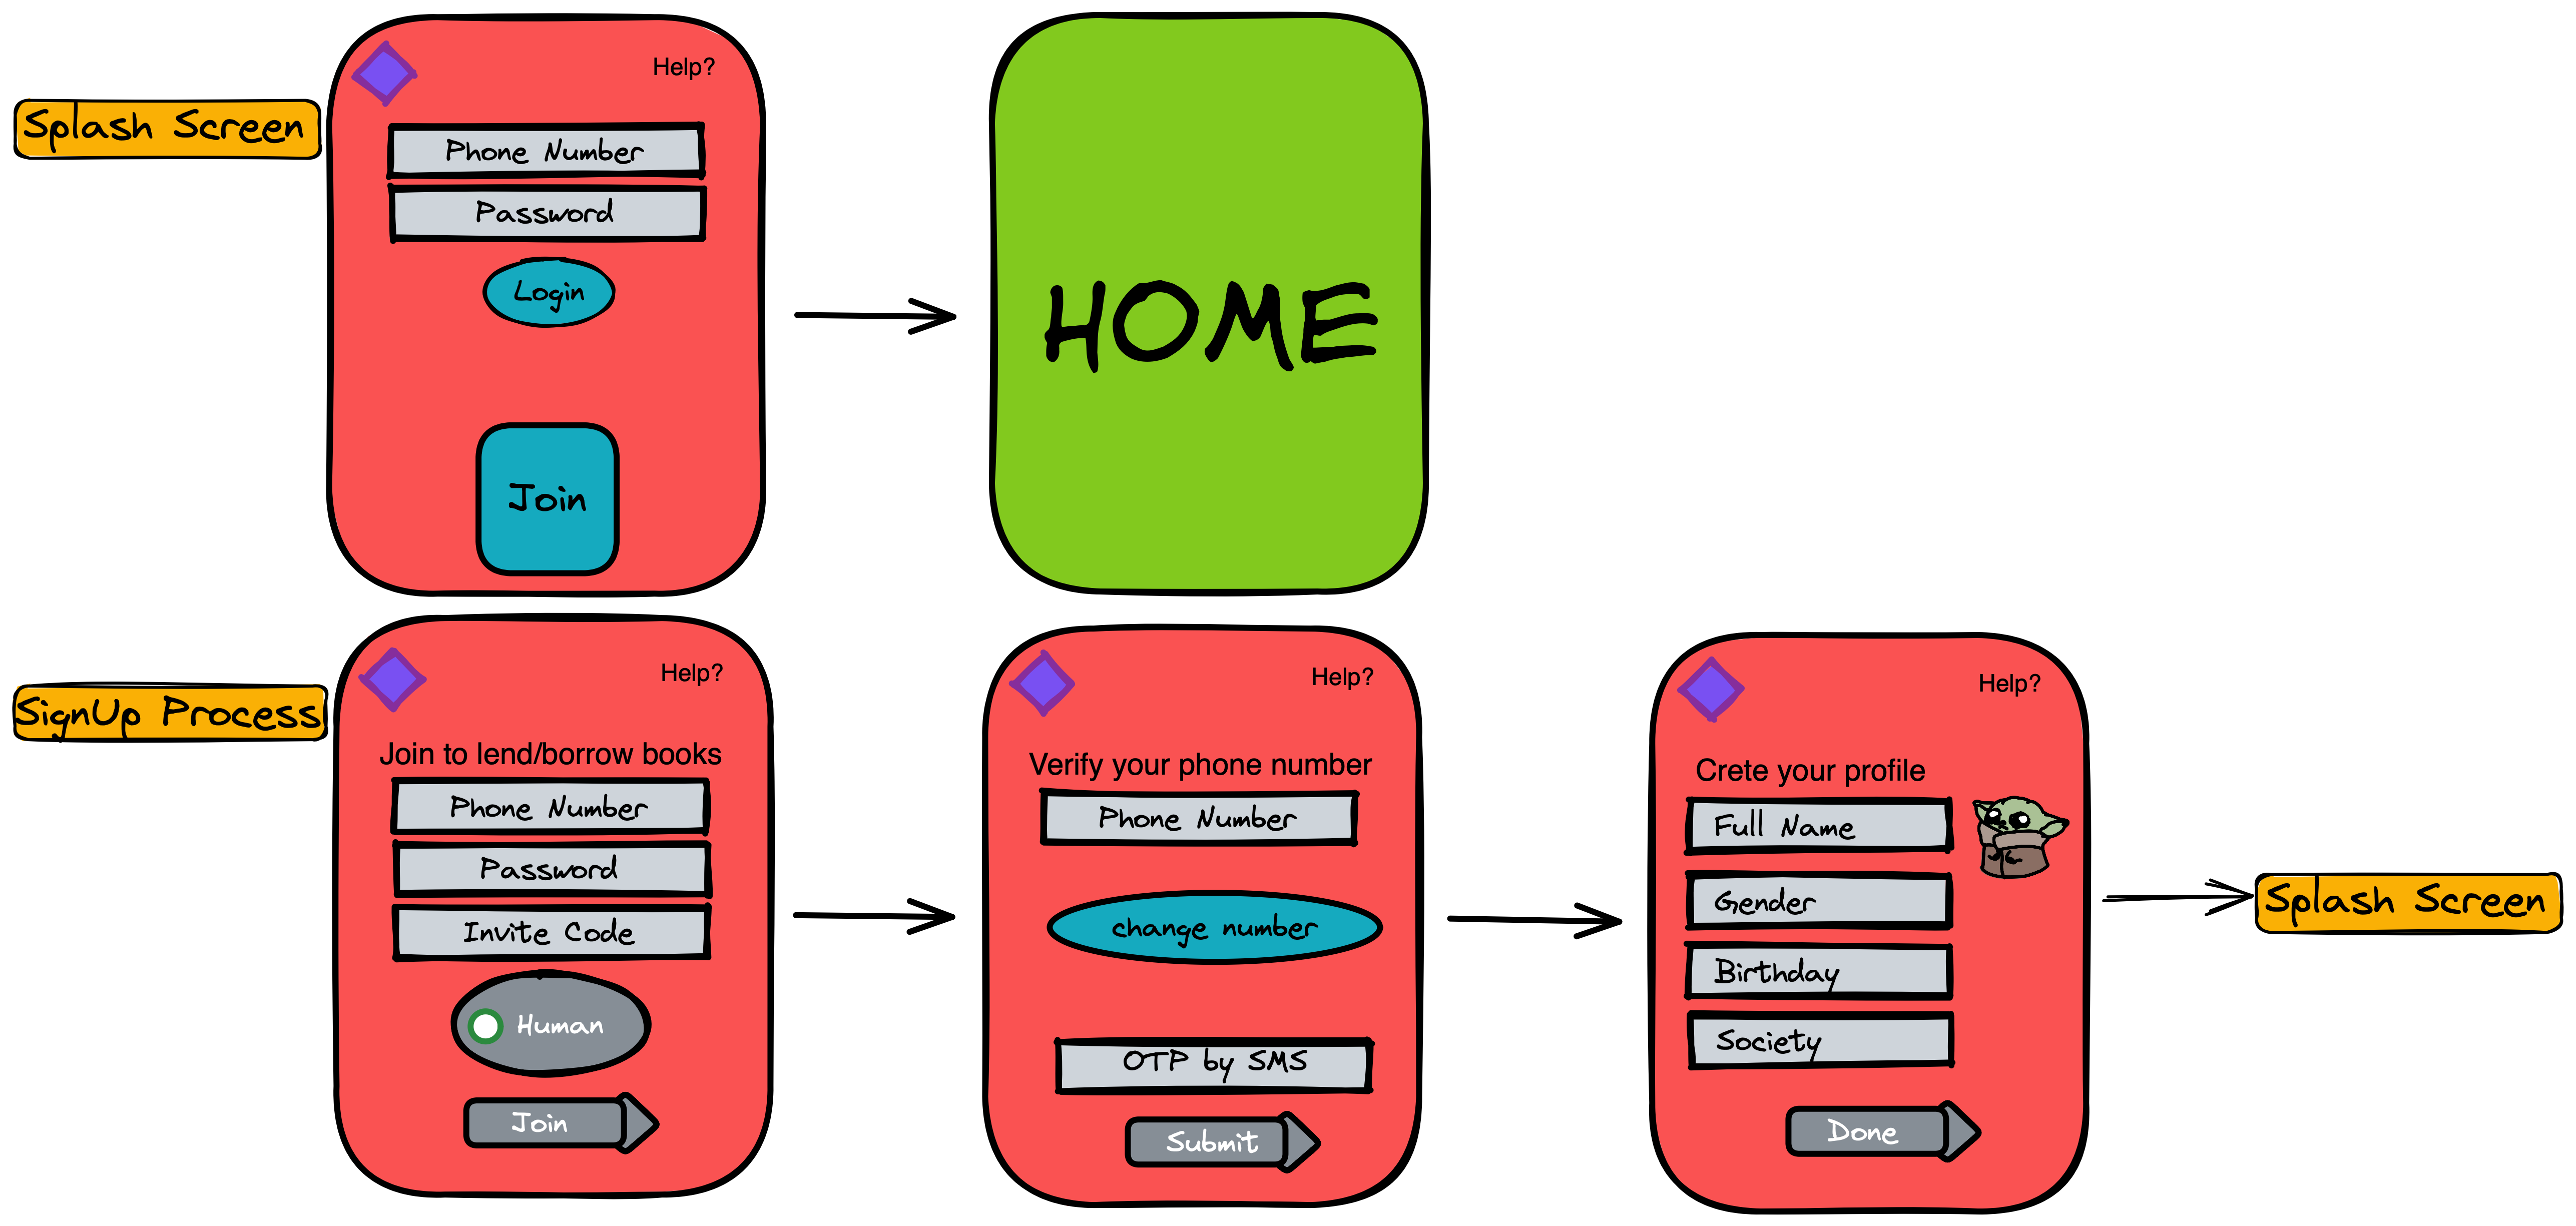 Splash Screen
Help?
Phone Number
Password
Login
Join
HOME
SignUp Process
Help?
Join to lend/borrow books
Phone Number
Password
Invite Code
Human
Join
Help?
Verify your phone number
Phone Number
change number
OTP by SMS
Submit
Help?
Crete your profile
Full Name
Gender
Birthday
Society
Done
Splash Screen